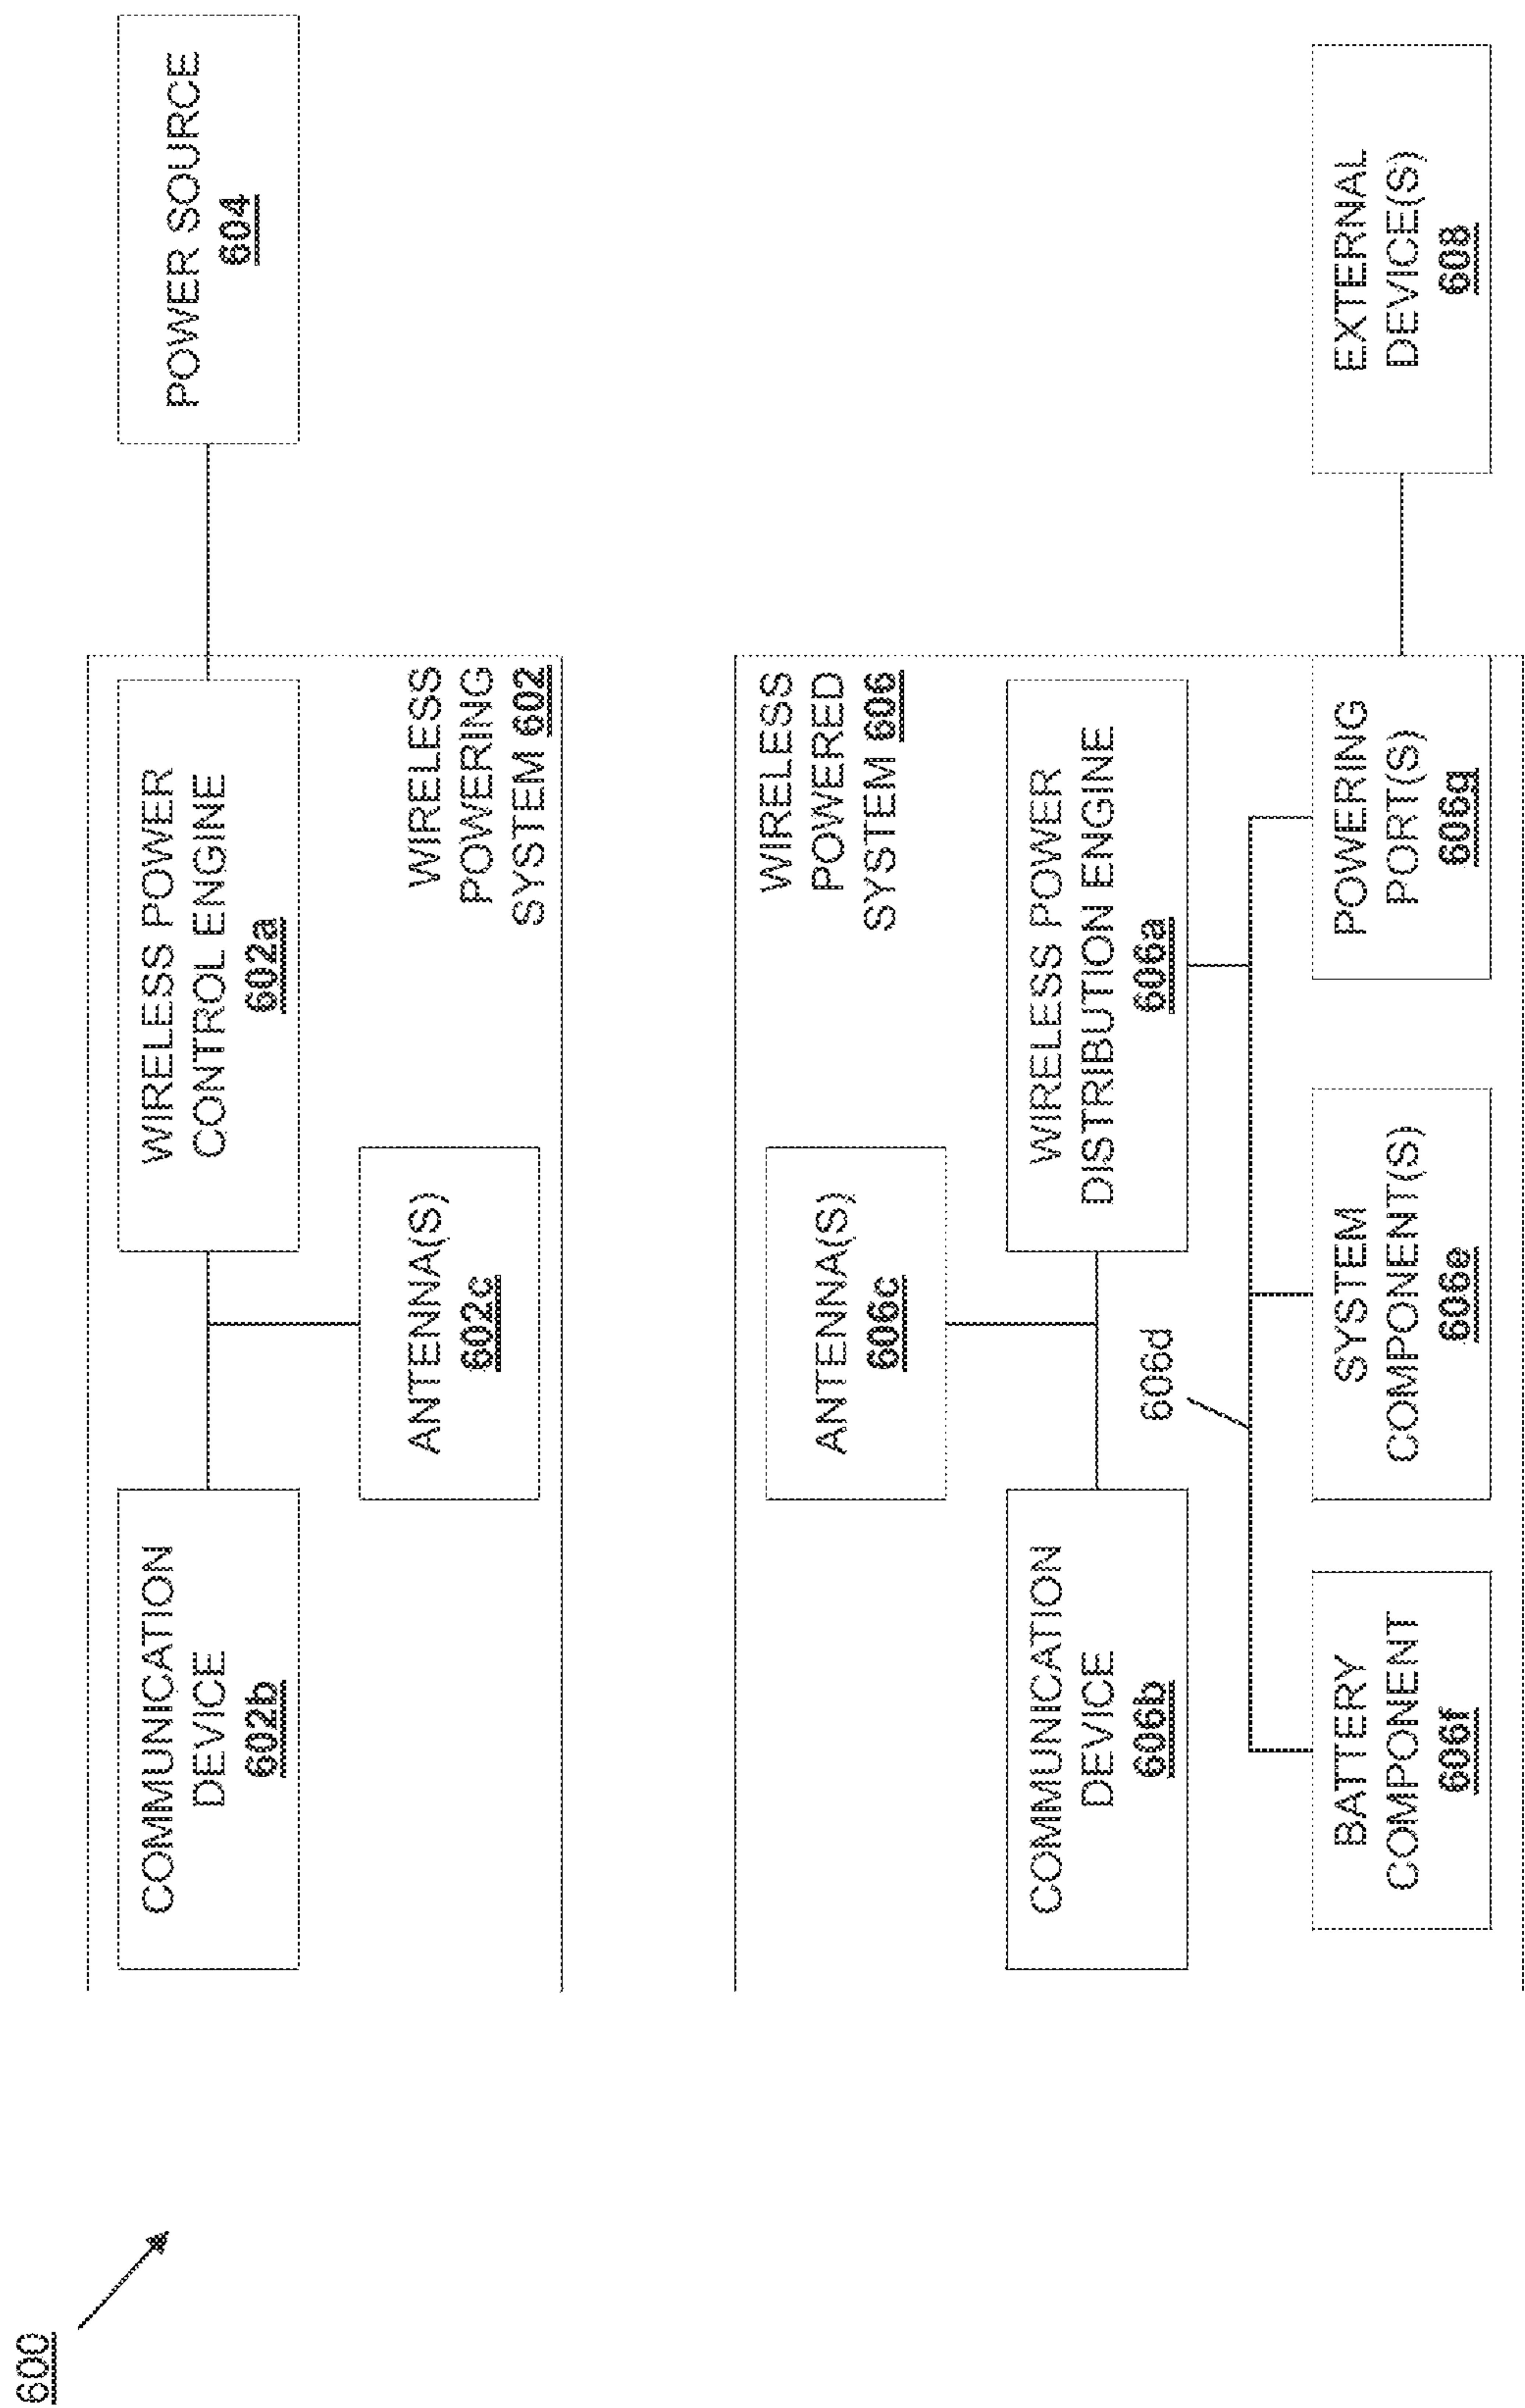 600
COMMUNICATION
DEVICE
602b
WIRELESS POWER
CONTROL ENGINE
602a
POWER SOURCE
604
ANTENNA(S)
602c
WIRELESS
POWERING
SYSTEM 602
ANTENNA(S)
606c
WIRELESS
POWERED
SYSTEM 606
COMMUNICATION
DEVICE
606b
WIRELESS POWER
DISTRIBUTION ENGINE
606a
606d
BATTERY
COMPONENT
606f
SYSTEM
COMPONENT(S)
606e
POWERING
PORT(S)
606g
EXTERNAL
DEVICE(S)
608